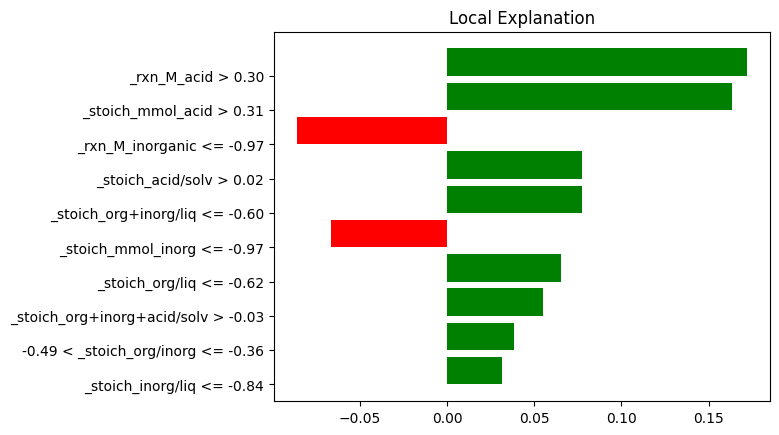 Local Explanation
_rxn_M_acid > 0.30
_stoich_mmol_acid > 0.31
_rxn_M_inorganic <= -0.97
_stoich_acid/solv > 0.02
_stoich_org+inorg/liq <= -0.60
_stoich_mmol_inorg <= -0.97
_stoich_org/liq <= -0.62
_stoich_org+inorg+acid/solv > -0.03
-0.49 < _stoich_org/inorg <= -0.36
_stoich_inorg/liq <= -0.84
−0.05 0.00 0.05 0.10 0.15